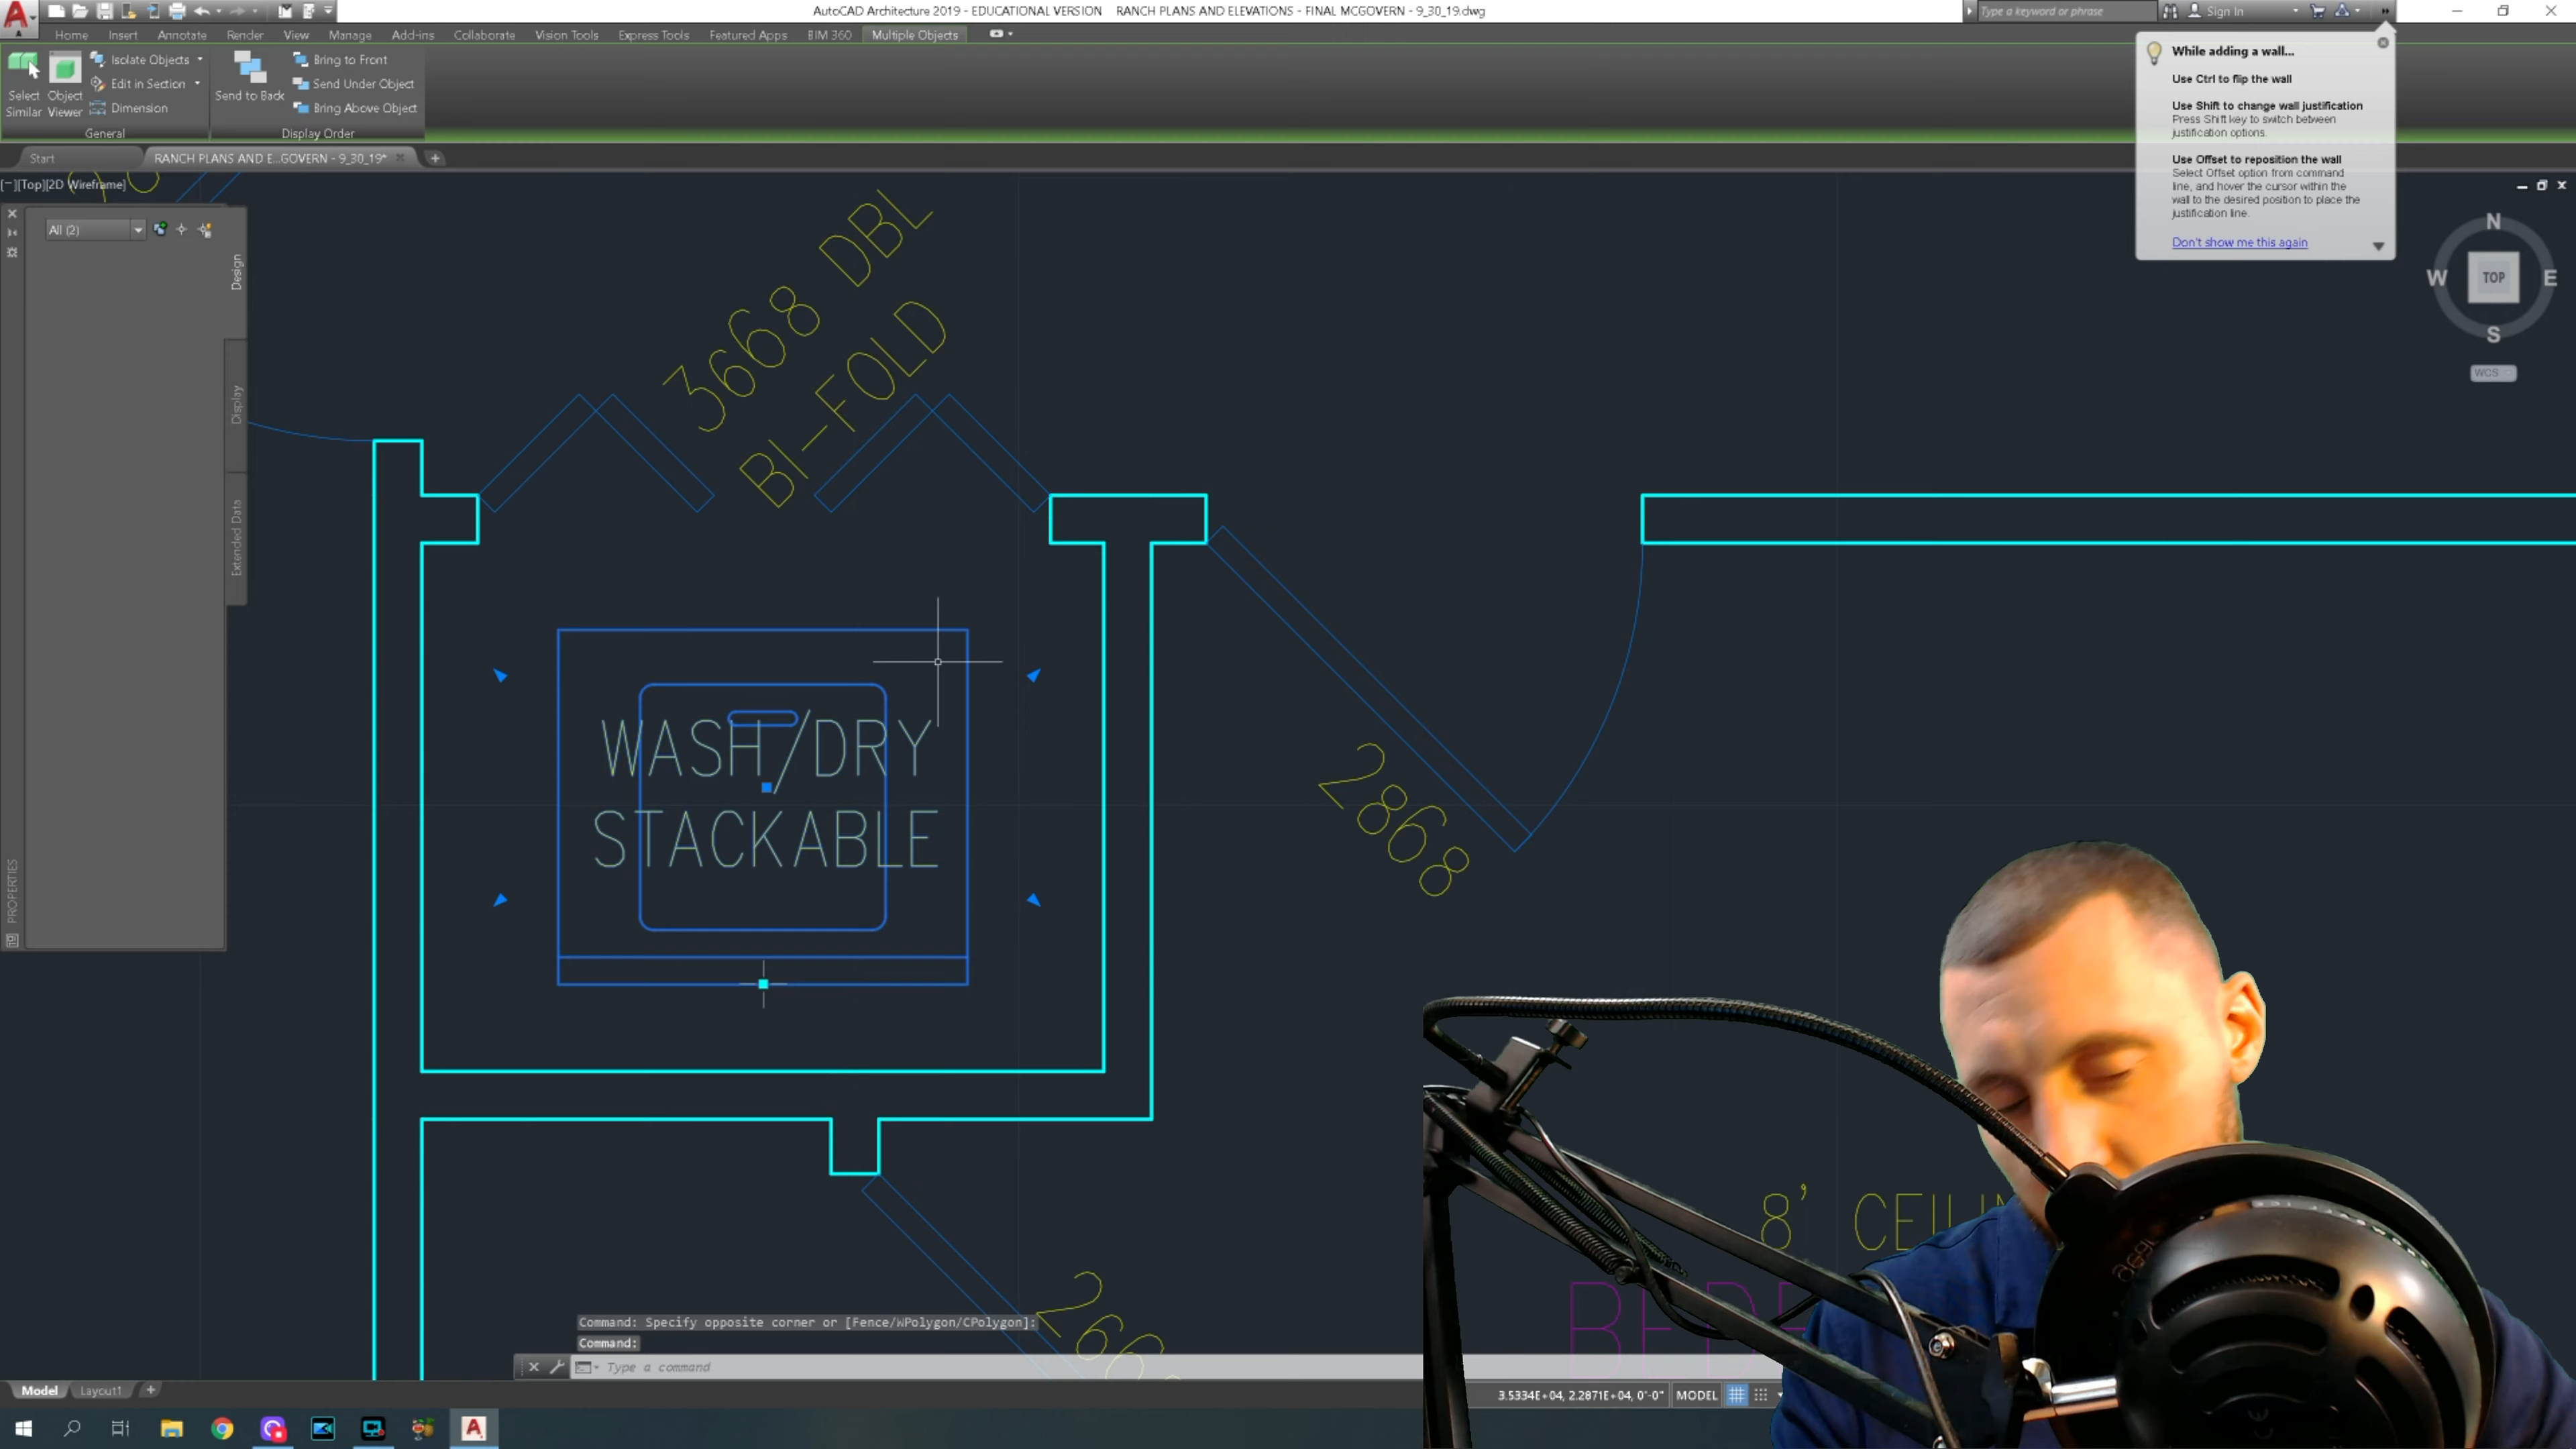 AutoCAD Architecture 2019 - EDUCATIONAL VERSION RANCH PLANS AND ELEVATIONS - FINAL MCGOVERN - 9_30_19.dwg
Type a keyword or phrase
Sign In
Home Insert Annotate Render View Manage Add-ins Collaborate Vision Tools Express Tools Featured Apps BIM 360 Multiple Objects
Select Similar
Object Viewer
Isolate Objects
Edit in Section
Dimension
General
Send to Back
Bring to Front
Send Under Object
Bring Above Object
Display Order
While adding a wall...
Use Ctrl to flip the wall
Use Shift to change wall justification
Press Shift key to switch between
justification options.
Use Offset to reposition the wall
Select Offset option from command
line, and hover the cursor within the
wall to the desired position to place the
justification line.
Don't show me this again
Start
RANCH PLANS AND E...GOVERN - 9_30_19*
[-][Top][2D Wireframe]
All (2)
Design
Display
Extended Data
PROPERTIES
N
W
TOP
E
S
WCS
3668 DBL
BI-FOLD
WASH/DRY
STACKABLE
2868
8'
Command: Specify opposite corner or [Fence/WPolygon/CPolygon]:
Command:
Type a command
Model
Layout1
3.5334E+04, 2.2871E+04, 0'-0"
MODEL